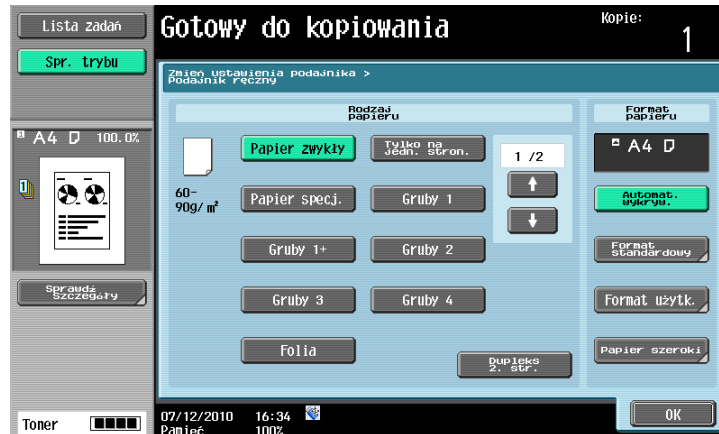 Lista zadań
Gotowy do kopiowania
Kopie:
1
Spr. trybu
Zmień ustawienia podajnika >
Podajnik ręczny
Rodzaj
papieru
Format
papieru
A4 100.0%
Papier zwykły
Tylko na
jedn. stron.
1 /2
A4
1
60-
90g/ m²
Papier specj.
Gruby 1
Automat.
wykryw.
Gruby 1+
Gruby 2
Format
standardowy
Sprawdź
Szczegóły
Gruby 3
Gruby 4
Format użytk.
Folia
Dupleks
2. str.
Papier szeroki
Toner
07/12/2010 16:34
Pamięć 100%
OK